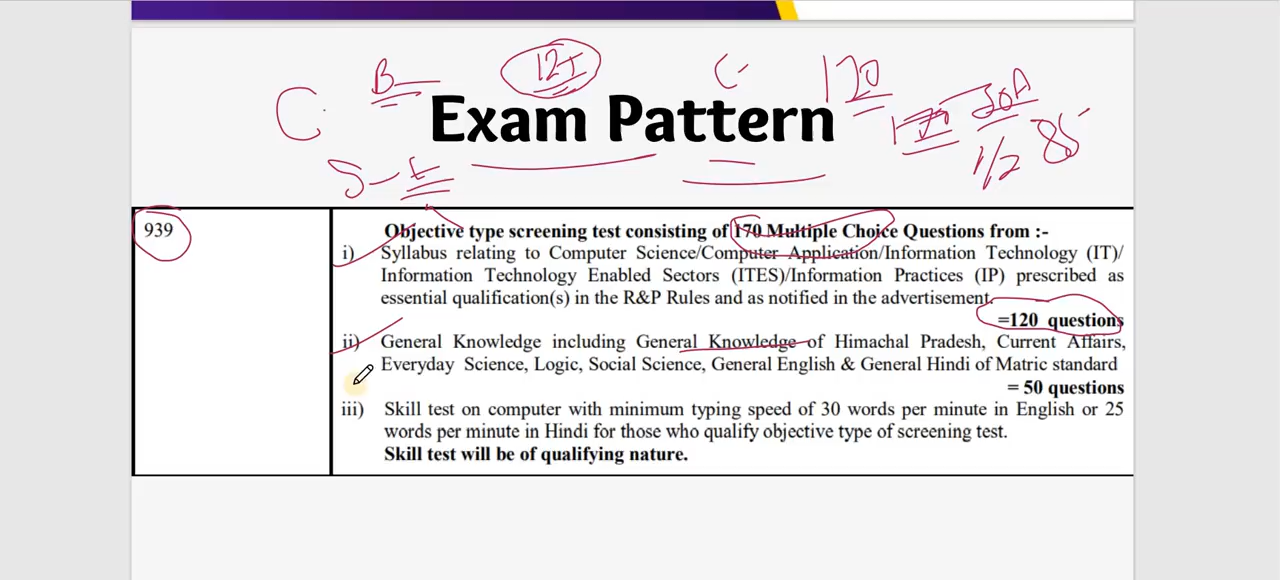 B
12I
120
C
Exam Pattern
1/2 85
939
Objective type screening test consisting of 170 Multiple Choice Questions from :-
i) Syllabus relating to Computer Science/Computer Application/Information Technology (IT)/
Information Technology Enabled Sectors (ITES)/Information Practices (IP) prescribed as
essential qualification(s) in the R&P Rules and as notified in the advertisement.
=120 questions
ii) General Knowledge including General Knowledge of Himachal Pradesh, Current Affairs,
Everyday Science, Logic, Social Science, General English & General Hindi of Matric standard
= 50 questions
iii) Skill test on computer with minimum typing speed of 30 words per minute in English or 25
words per minute in Hindi for those who qualify objective type of screening test.
Skill test will be of qualifying nature.